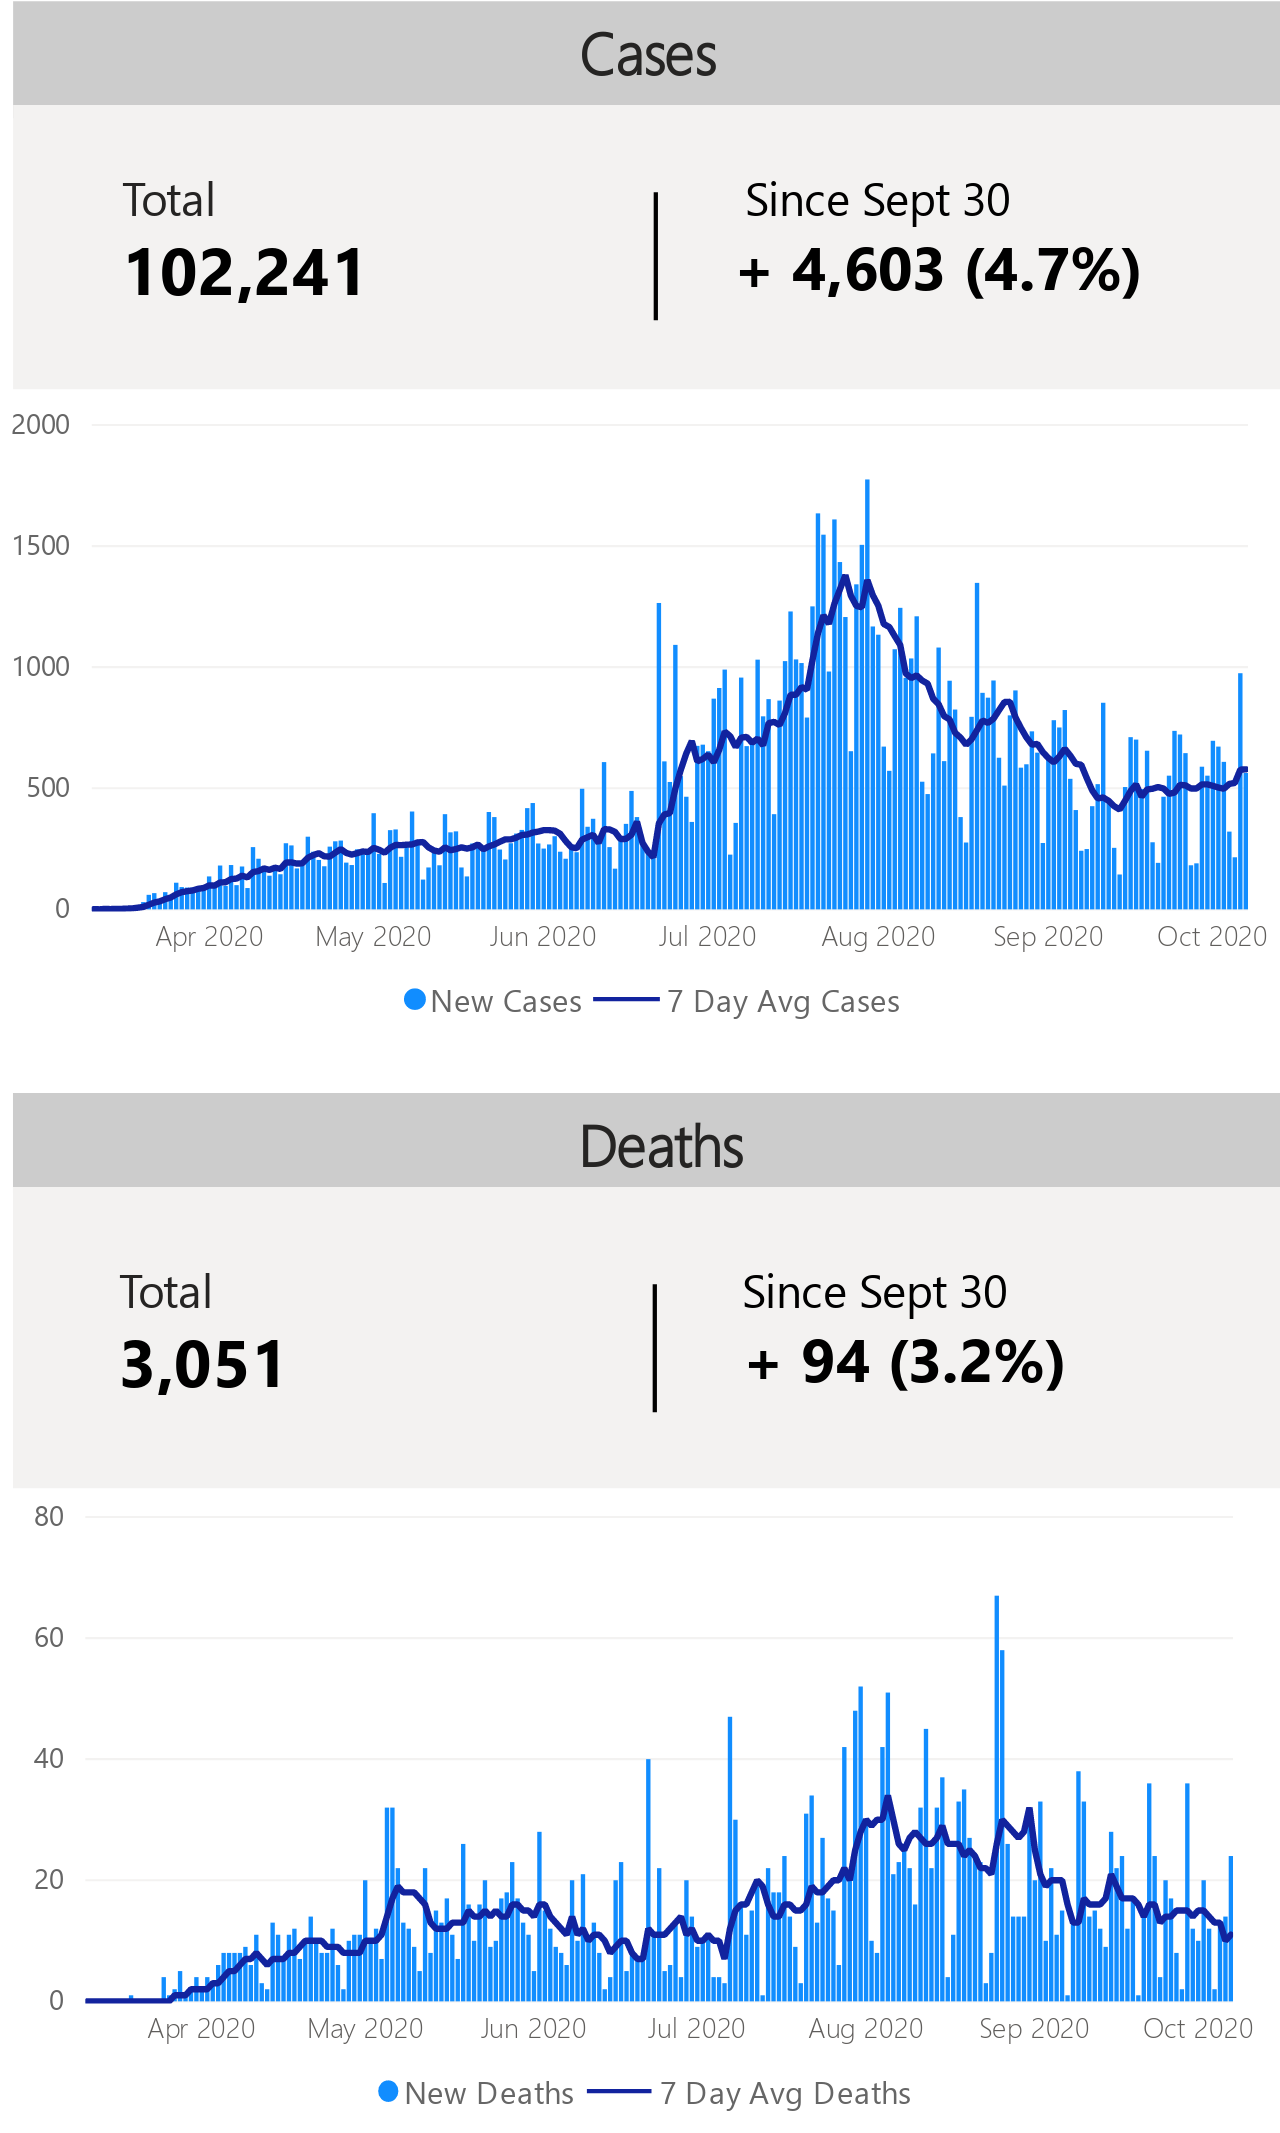 Cases
Total
Since Sept 30
102,241
+ 4,603 (4.7%)
2000
1500
1000
500
0
Apr 2020 May 2020 Jun 2020 Jul 2020 Aug 2020 Sep 2020 Oct 2020
New Cases 7 Day Avg Cases
Deaths
Total
Since Sept 30
3,051
+ 94 (3.2%)
80
60
40
20
0
Apr 2020 May 2020 Jun 2020 Jul 2020 Aug 2020 Sep 2020 Oct 2020
New Deaths 7 Day Avg Deaths